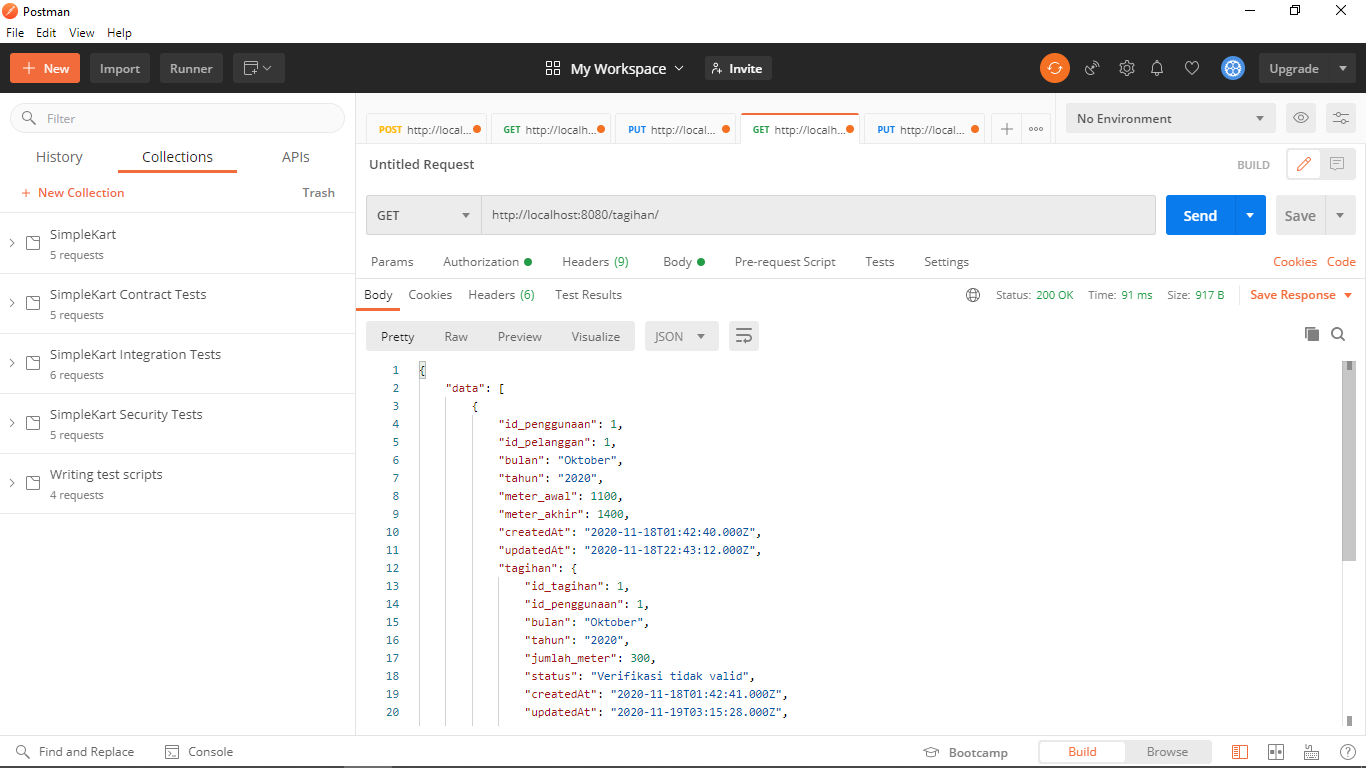 Postman
File Edit View Help
New Import Runner My Workspace Invite Upgrade
Filter
History Collections APIs
+ New Collection Trash
SimpleKart
5 requests
SimpleKart Contract Tests
5 requests
SimpleKart Integration Tests
6 requests
SimpleKart Security Tests
5 requests
Writing test scripts
4 requests
POST http://local... GET http://localh... PUT http://local... GET http://localh... PUT http://local... No Environment
Untitled Request BUILD
GET http://localhost:8080/tagihan/ Send Save
Params Authorization Headers (9) Body Pre-request Script Tests Settings Cookies Code
Body Cookies Headers (6) Test Results Status: 200 OK Time: 91 ms Size: 917 B Save Response
Pretty Raw Preview Visualize JSON
1 {
2 "data": [
3 {
4 "id_penggunaan": 1,
5 "id_pelanggan": 1,
6 "bulan": "Oktober",
7 "tahun": "2020",
8 "meter_awal": 1100,
9 "meter_akhir": 1400,
10 "createdAt": "2020-11-18T01:42:40.000Z",
11 "updatedAt": "2020-11-18T22:43:12.000Z",
12 "tagihan": {
13 "id_tagihan": 1,
14 "id_penggunaan": 1,
15 "bulan": "Oktober",
16 "tahun": "2020",
17 "jumlah_meter": 300,
18 "status": "Verifikasi tidak valid",
19 "createdAt": "2020-11-18T01:42:41.000Z",
20 "updatedAt": "2020-11-19T03:15:28.000Z",
Find and Replace Console Bootcamp Build Browse